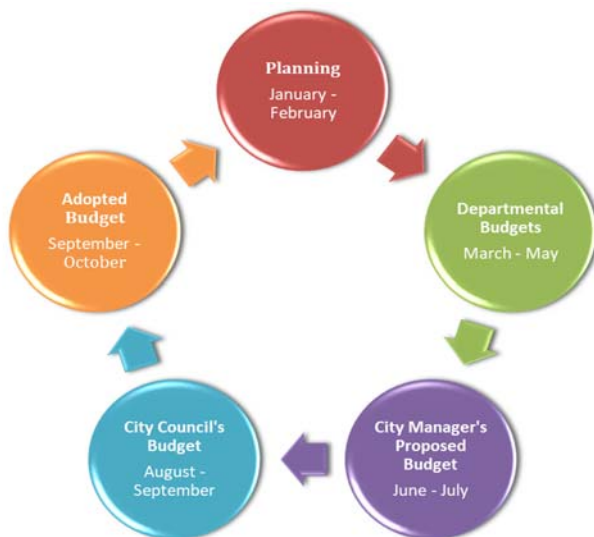 Planning
January -
February
Departmental
Budgets
March - May
City Manager's
Proposed
Budget
June - July
City Council's
Budget
August -
September
Adopted
Budget
September -
October